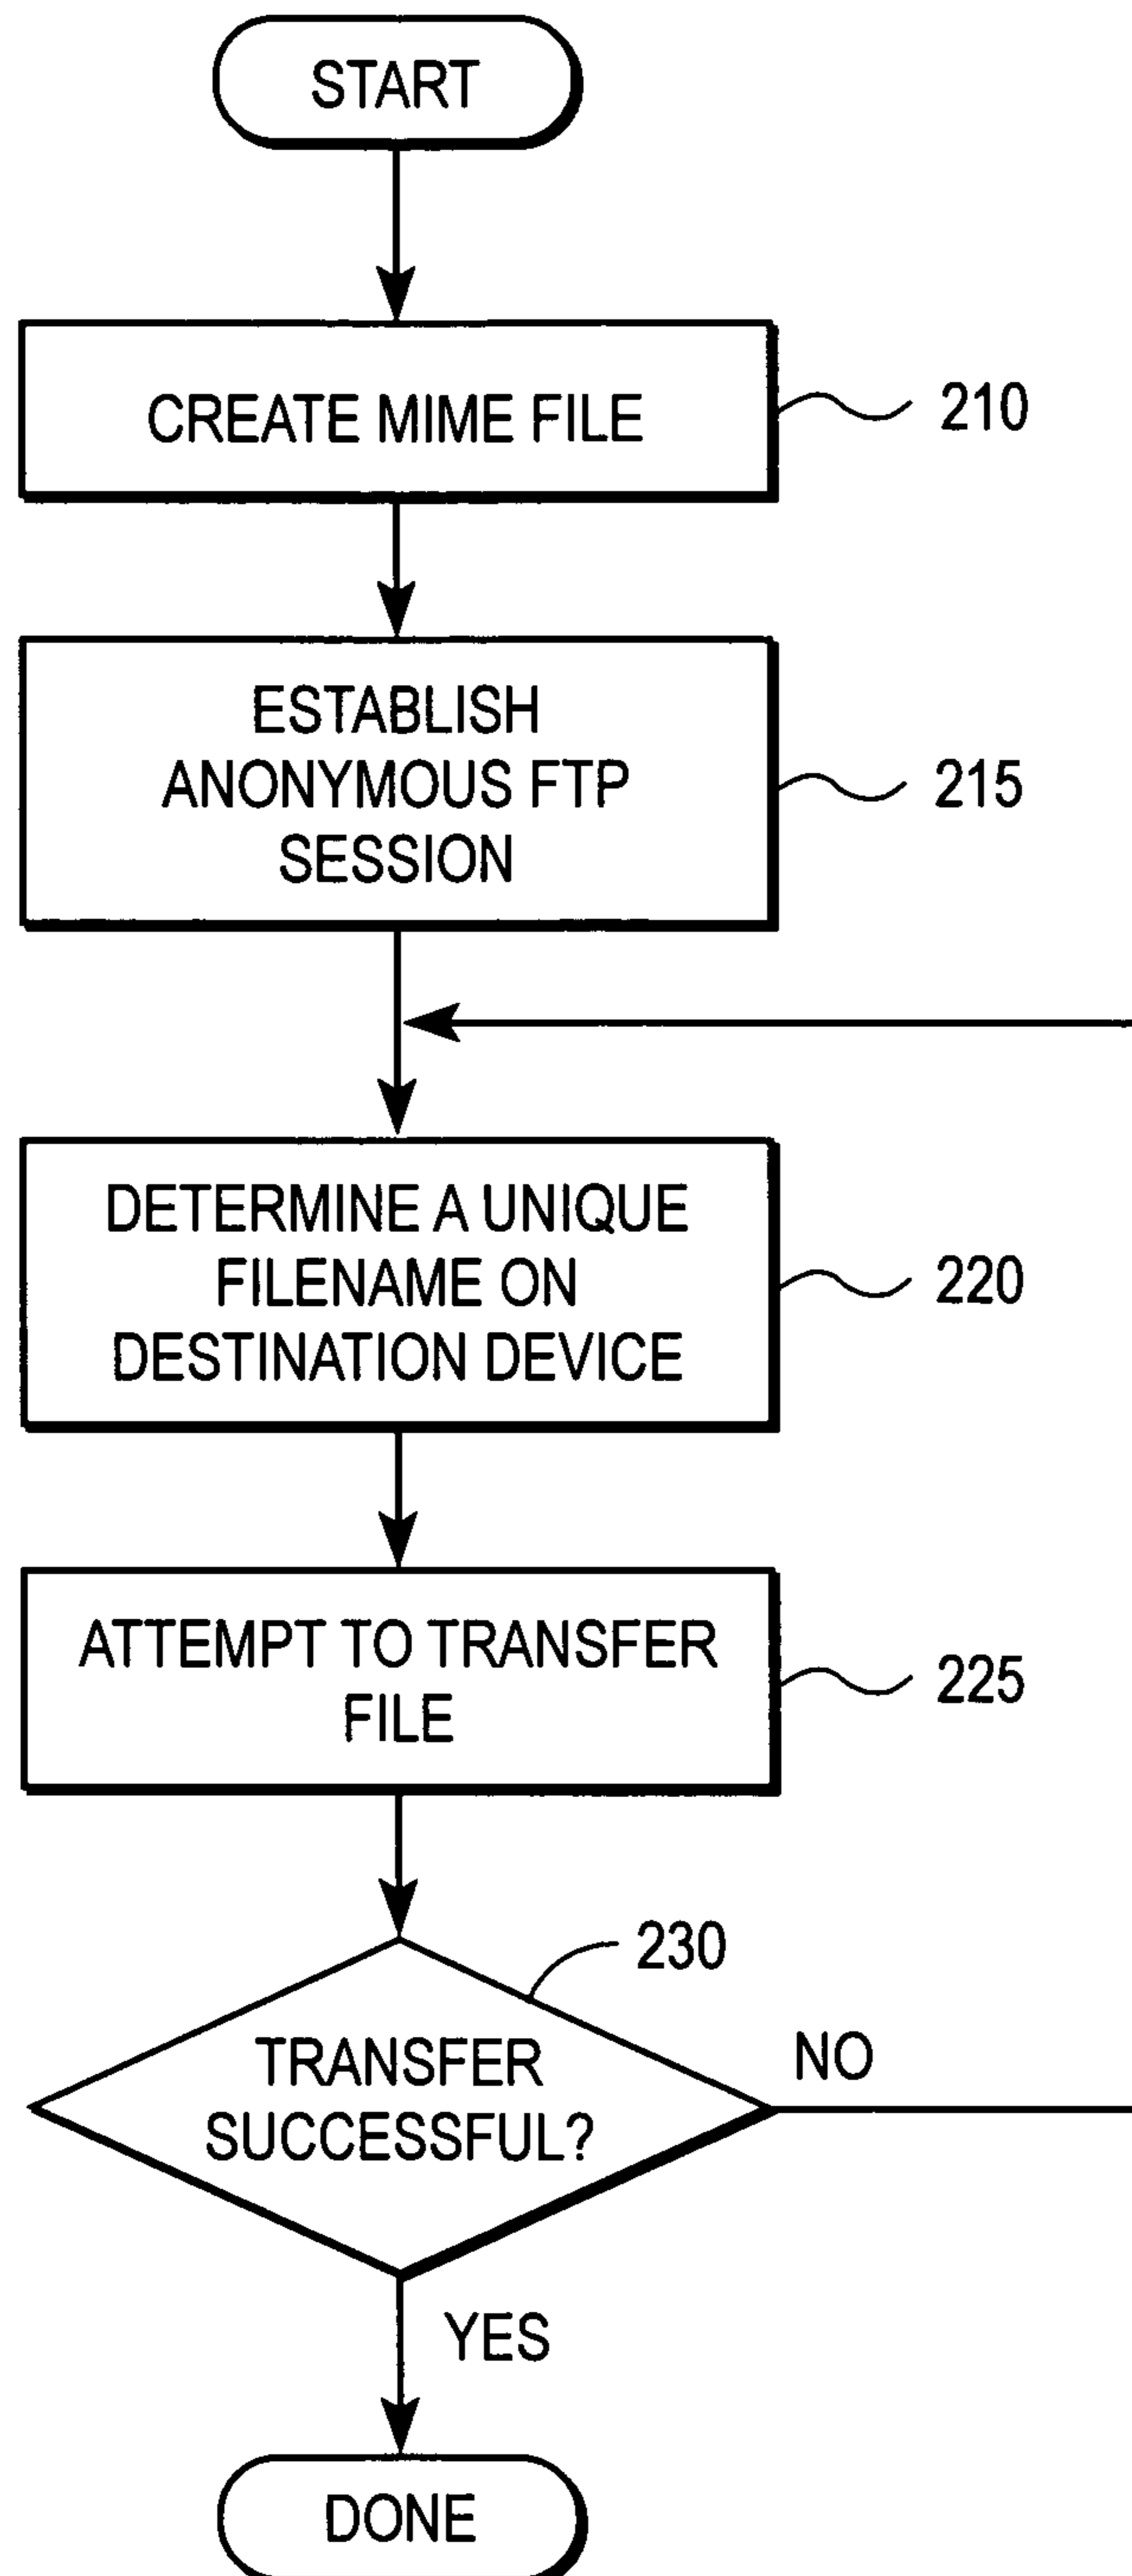 START
CREATE MIME FILE
210
ESTABLISH
ANONYMOUS FTP
SESSION
215
DETERMINE A UNIQUE
FILENAME ON
DESTINATION DEVICE
220
ATTEMPT TO TRANSFER
FILE
225
230
TRANSFER
SUCCESSFUL?
NO
YES
DONE